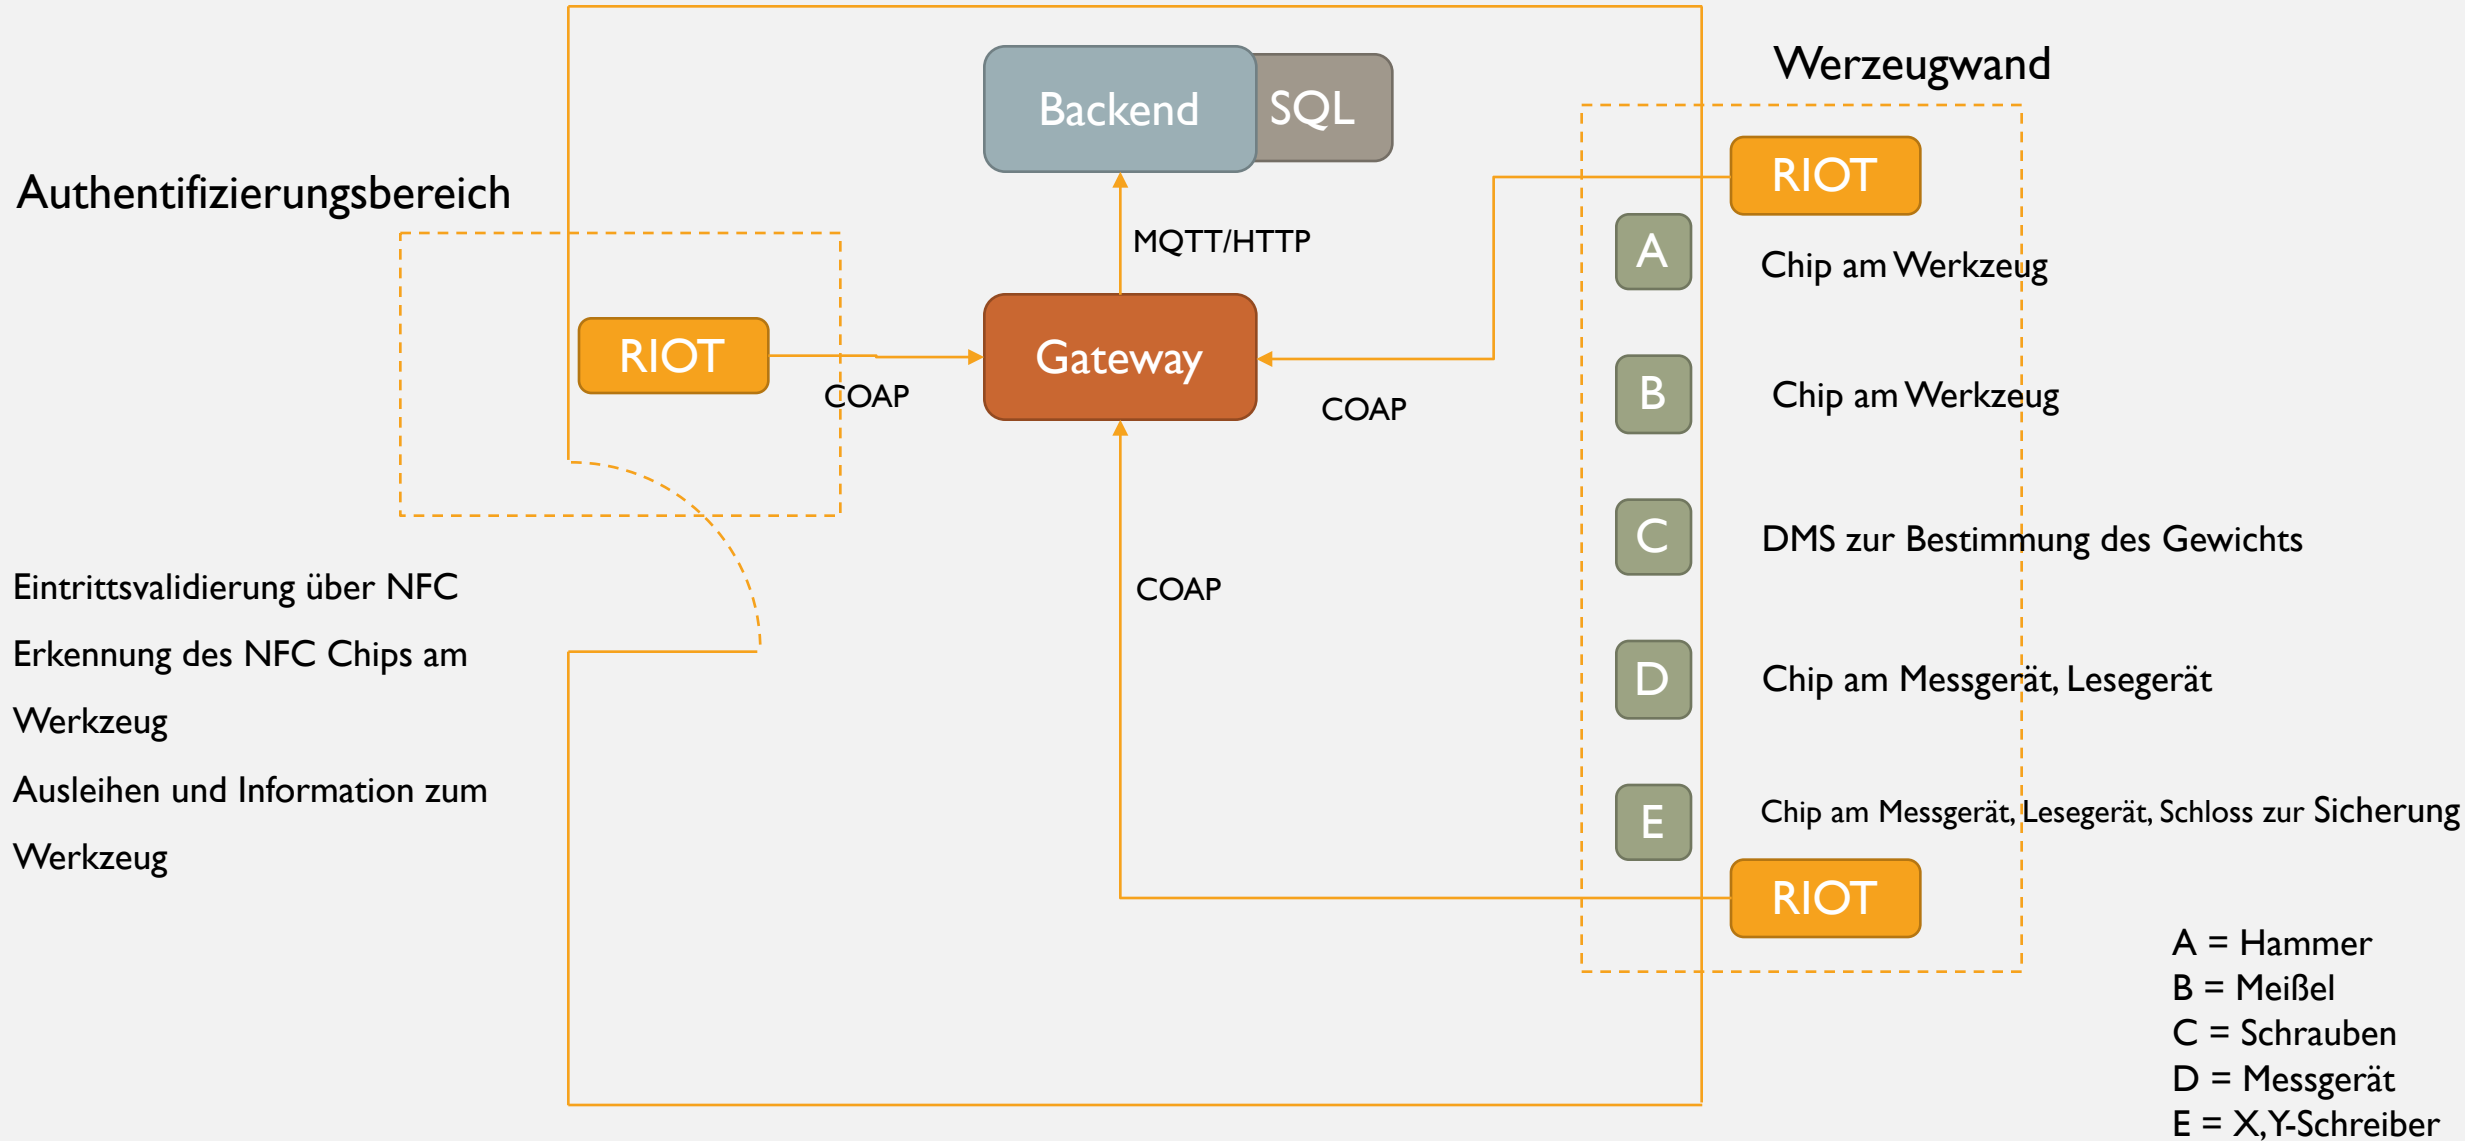 Backend
SQL
Werzeugwand
Authentifizierungsbereich
RIOT
MQTT/HTTP
A
Chip am Werkzeug
RIOT
Gateway
COAP
COAP
B
Chip am Werkzeug
C
DMS zur Bestimmung des Gewichts
Eintrittsvalidierung über NFC
Erkennung des NFC Chips am
Werkzeug
Ausleihen und Information zum
Werkzeug
COAP
D
Chip am Messgerät, Lesegerät
E
Chip am Messgerät, Lesegerät, Schloss zur Sicherung
RIOT
A = Hammer
B = Meißel
C = Schrauben
D = Messgerät
E = X,Y-Schreiber